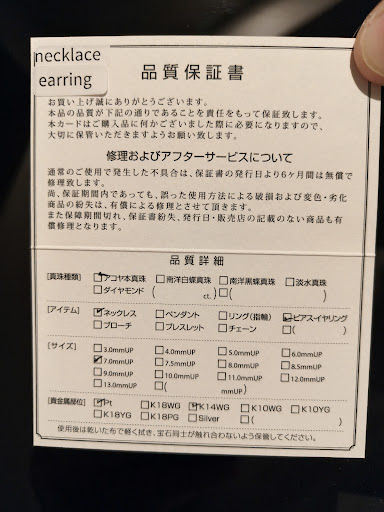 necklace
earring
品質保証書
お買い上げ誠にありがとうございます。
本品の品質が下記の通りであることを責任をもって保証致します。
本カードはご購入品に何かございました際に必要になりますので、
大切に保管いただきますようお願い致します。
修理およびアフターサービスについて
通常のご使用で発生した不具合は、保証書の発行日より6ケ月間は無償で
修理致します。
尚、保証期間内であっても、誤った使用方法による破損および変色・劣化
商品の紛失は、有償による修理とさせて頂きます。
また保障期間切れ、保証書紛失、発行日・販売店の記載のない商品も有
償修理となります。
品質詳細
[真珠種類] アコヤ本真珠 南洋白蝶真珠 南洋黒蝶真珠 淡水真珠
ダイヤモンド ( ct. ) ( )
[アイテム] ネックレス ペンダント リング(指輪) ピアスイヤリング
ブローチ ブレスレット チェーン ( )
[サイズ] 3.0mmUP 4.0mmUP 5.0mmUP 6.0mmUP
7.0mmUP 7.5mmUP 8.0mmUP 8.5mmUP
9.0mmUP 10.0mmUP 11.0mmUP 12.0mmUP
13.0mmUP ( mmUP )
[貴金属部位] Pt K18WG K14WG K10WG K10YG
K18YG K18PG Silver ( )
使用後は乾いた布で軽く拭き、宝石同士が触れ合わないよう保管してください。